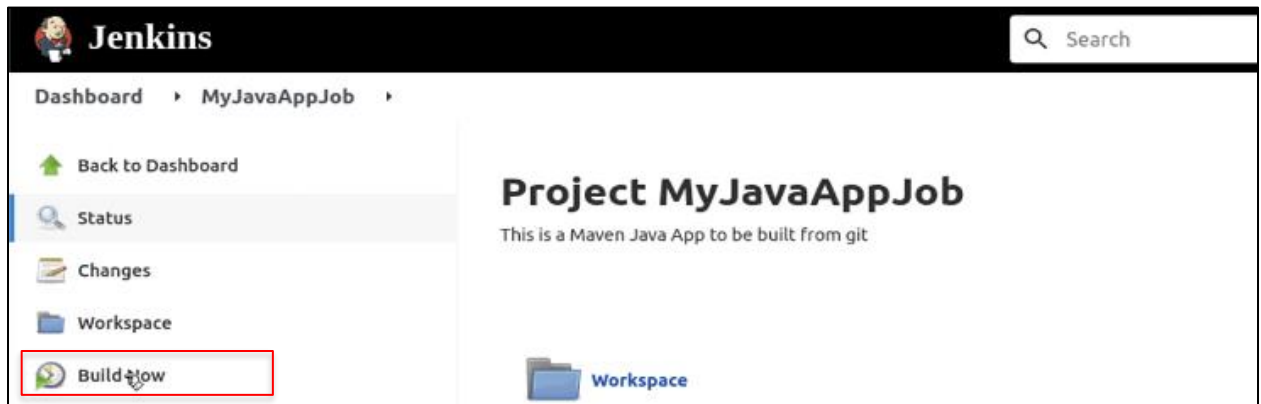 Jenkins
Search
Dashboard
MyJavaAppJob
Back to Dashboard
Status
Changes
Workspace
Build Now
Project MyJavaAppJob
This is a Maven Java App to be built from git
Workspace